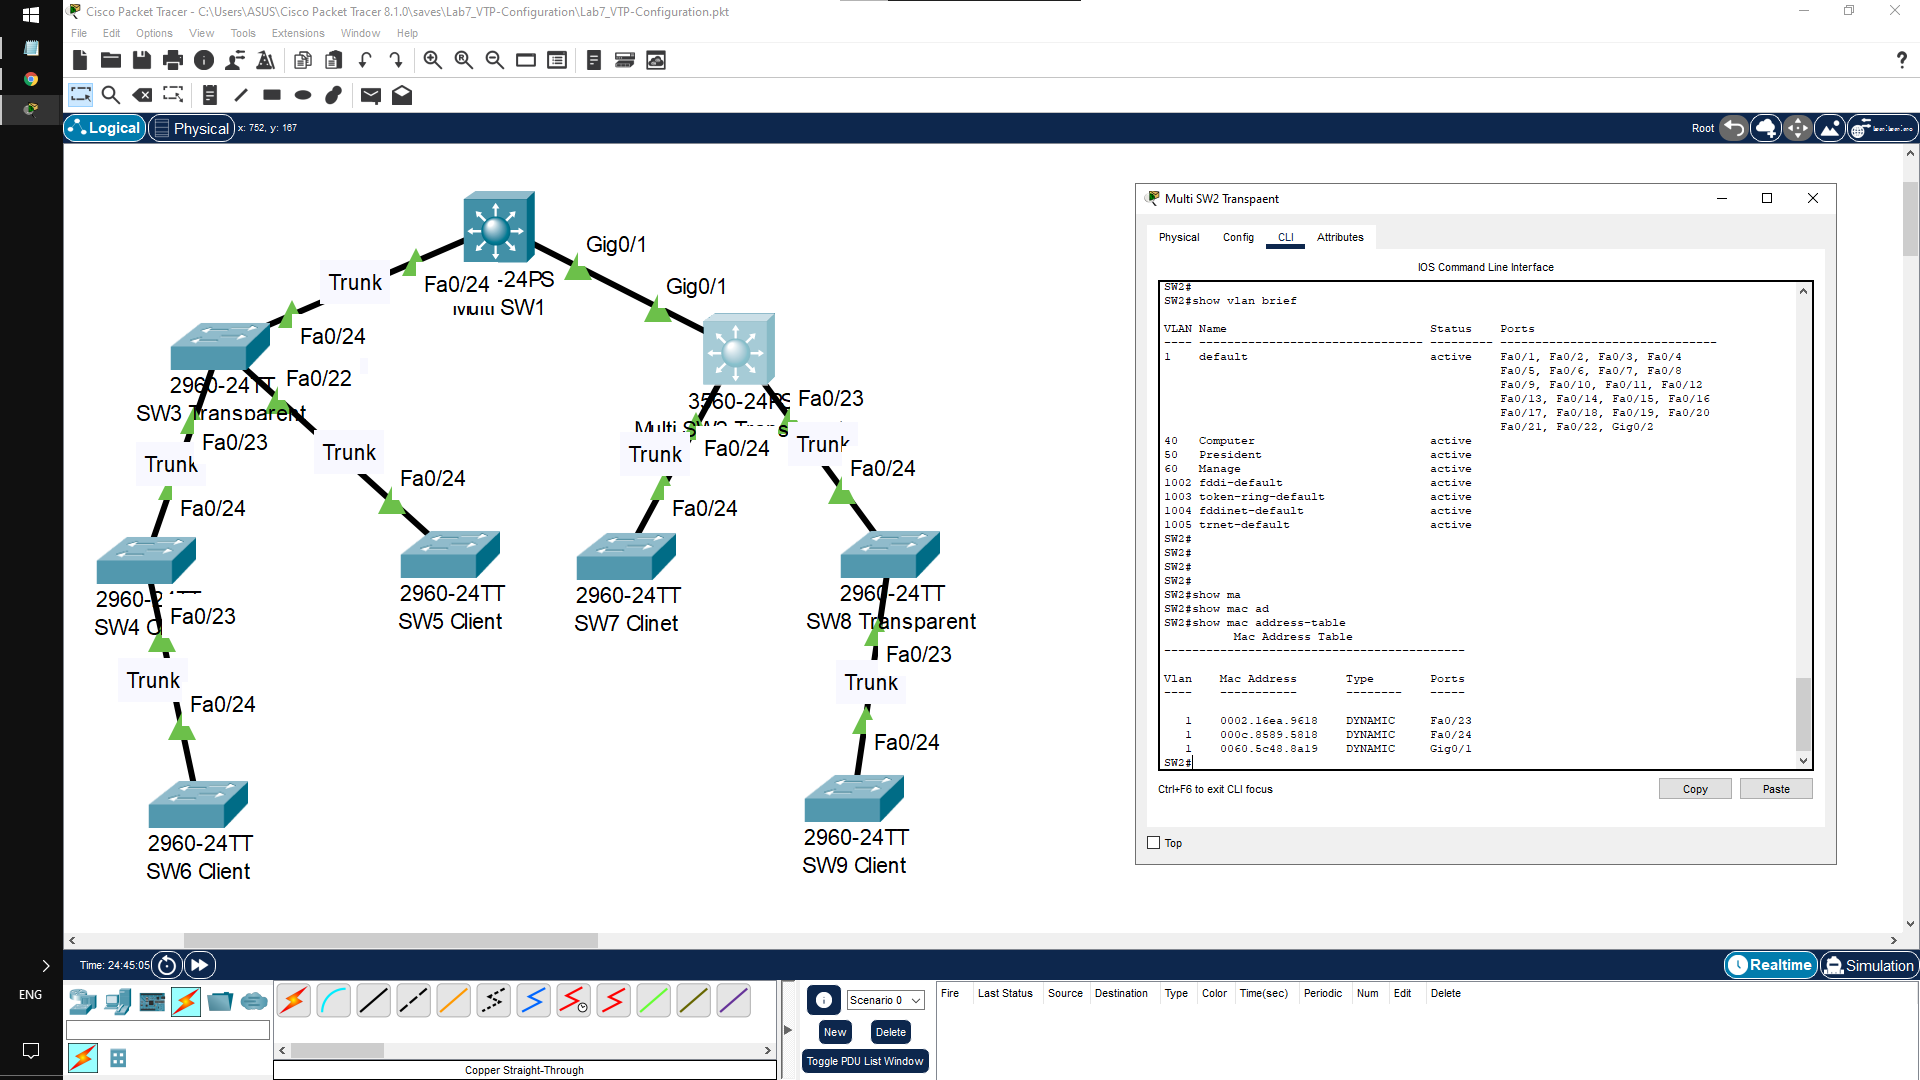 Cisco Packet Tracer - C:\Users\ASUS\Cisco Packet Tracer 8.1.0\saves\Lab7_VTP-Configuration\Lab7_VTP-Configuration.pkt
File Edit Options View Tools Extensions Window Help
Logical Physical x: 752, y: 167 Root
Gig0/1
Trunk Fa0/24 -24PS Gig0/1
SW1
Fa0/24
2960-24TT Fa0/22
SW3 Transparent
3560-24PS Fa0/23
Fa0/23 Trunk Fa0/24 Trunk
Trunk Trunk
Fa0/24 Fa0/24
Fa0/24 Fa0/24
2960-24TT 2960-24TT 2960-24TT
SW4 C Fa0/23 SW5 Client SW7 Clinet SW8 Transparent
Fa0/23
Trunk Trunk
Fa0/24 Fa0/24
2960-24TT 2960-24TT
SW6 Client SW9 Client
Multi SW2 Transpaent
Physical Config CLI Attributes
IOS Command Line Interface
SW2#
SW2#show vlan brief
VLAN Name Status Ports
---- -------------------------------- --------- -------------------------------
1 default active Fa0/1, Fa0/2, Fa0/3, Fa0/4
Fa0/5, Fa0/6, Fa0/7, Fa0/8
Fa0/9, Fa0/10, Fa0/11, Fa0/12
Fa0/13, Fa0/14, Fa0/15, Fa0/16
Fa0/17, Fa0/18, Fa0/19, Fa0/20
Fa0/21, Fa0/22, Gig0/2
40 Computer active
50 President active
60 Manage active
1002 fddi-default active
1003 token-ring-default active
1004 fddinet-default active
1005 trnet-default active
SW2#
SW2#
SW2#
SW2#
SW2#show ma
SW2#show mac ad
SW2#show mac address-table
Mac Address Table
-------------------------------------------
Vlan Mac Address Type Ports
---- ----------- -------- -----
1 0002.16ea.9618 DYNAMIC Fa0/23
1 000c.8589.5818 DYNAMIC Fa0/24
1 0060.5c48.8a19 DYNAMIC Gig0/1
SW2#
Ctrl+F6 to exit CLI focus Copy Paste
Top
Time: 24:45:05 Realtime Simulation
ENG
Scenario 0 Fire Last Status Source Destination Type Color Time(sec) Periodic Num Edit Delete
New Delete
Toggle PDU List Window
Copper Straight-Through